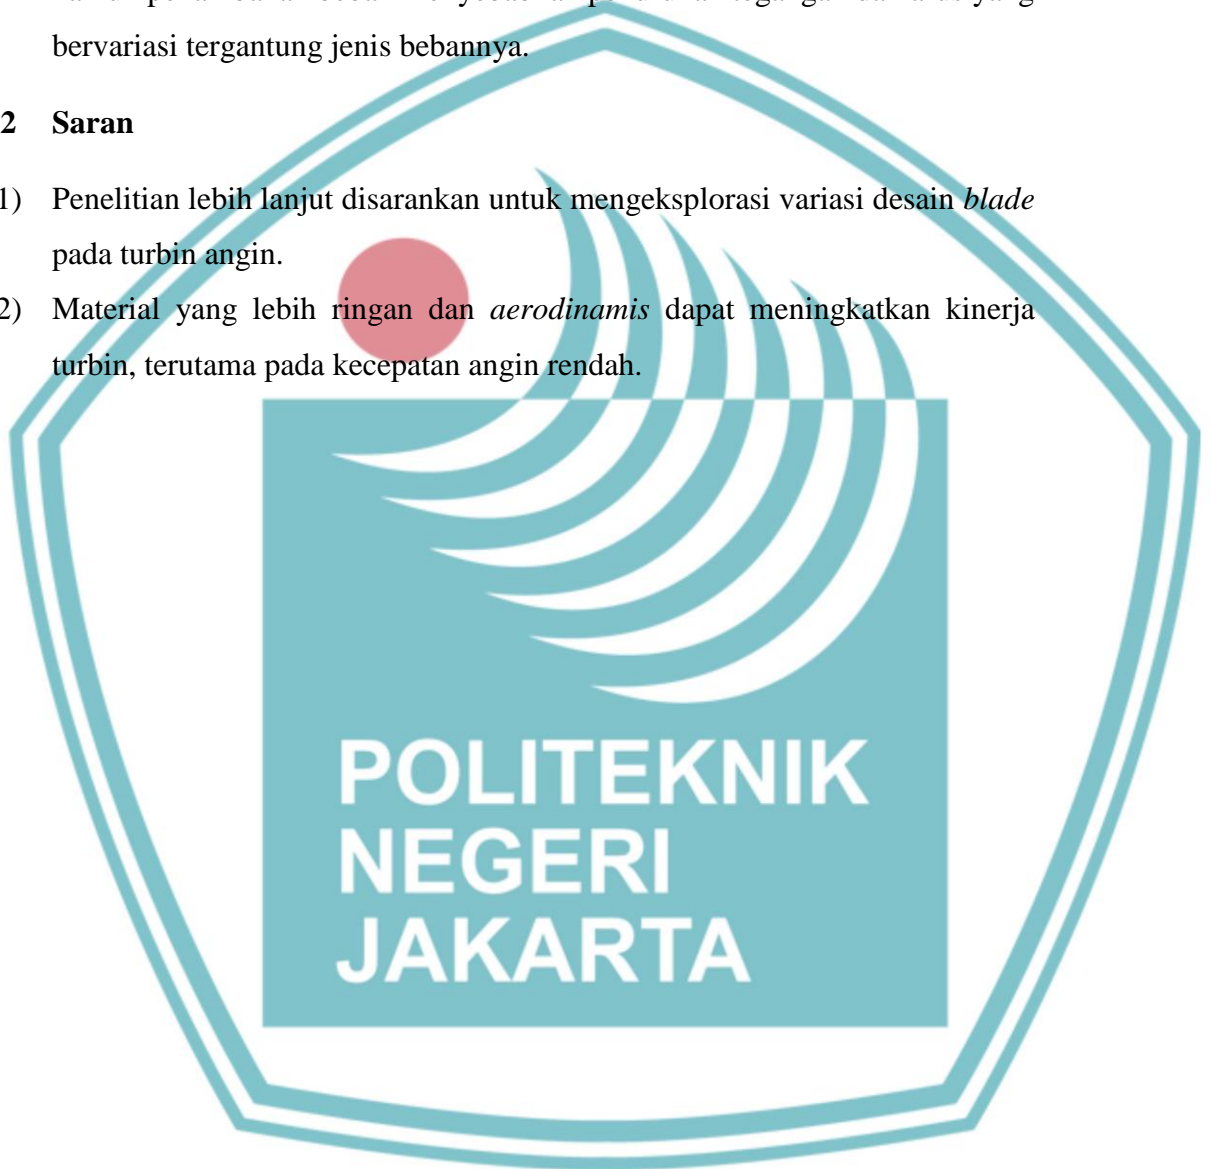 bervariasi tergantung jenis bebannya.
2 Saran
1) Penelitian lebih lanjut disarankan untuk mengeksplorasi variasi desain blade
pada turbin angin.
2) Material yang lebih ringan dan aerodinamis dapat meningkatkan kinerja
turbin, terutama pada kecepatan angin rendah.
POLITEKNIK
NEGERI
JAKARTA